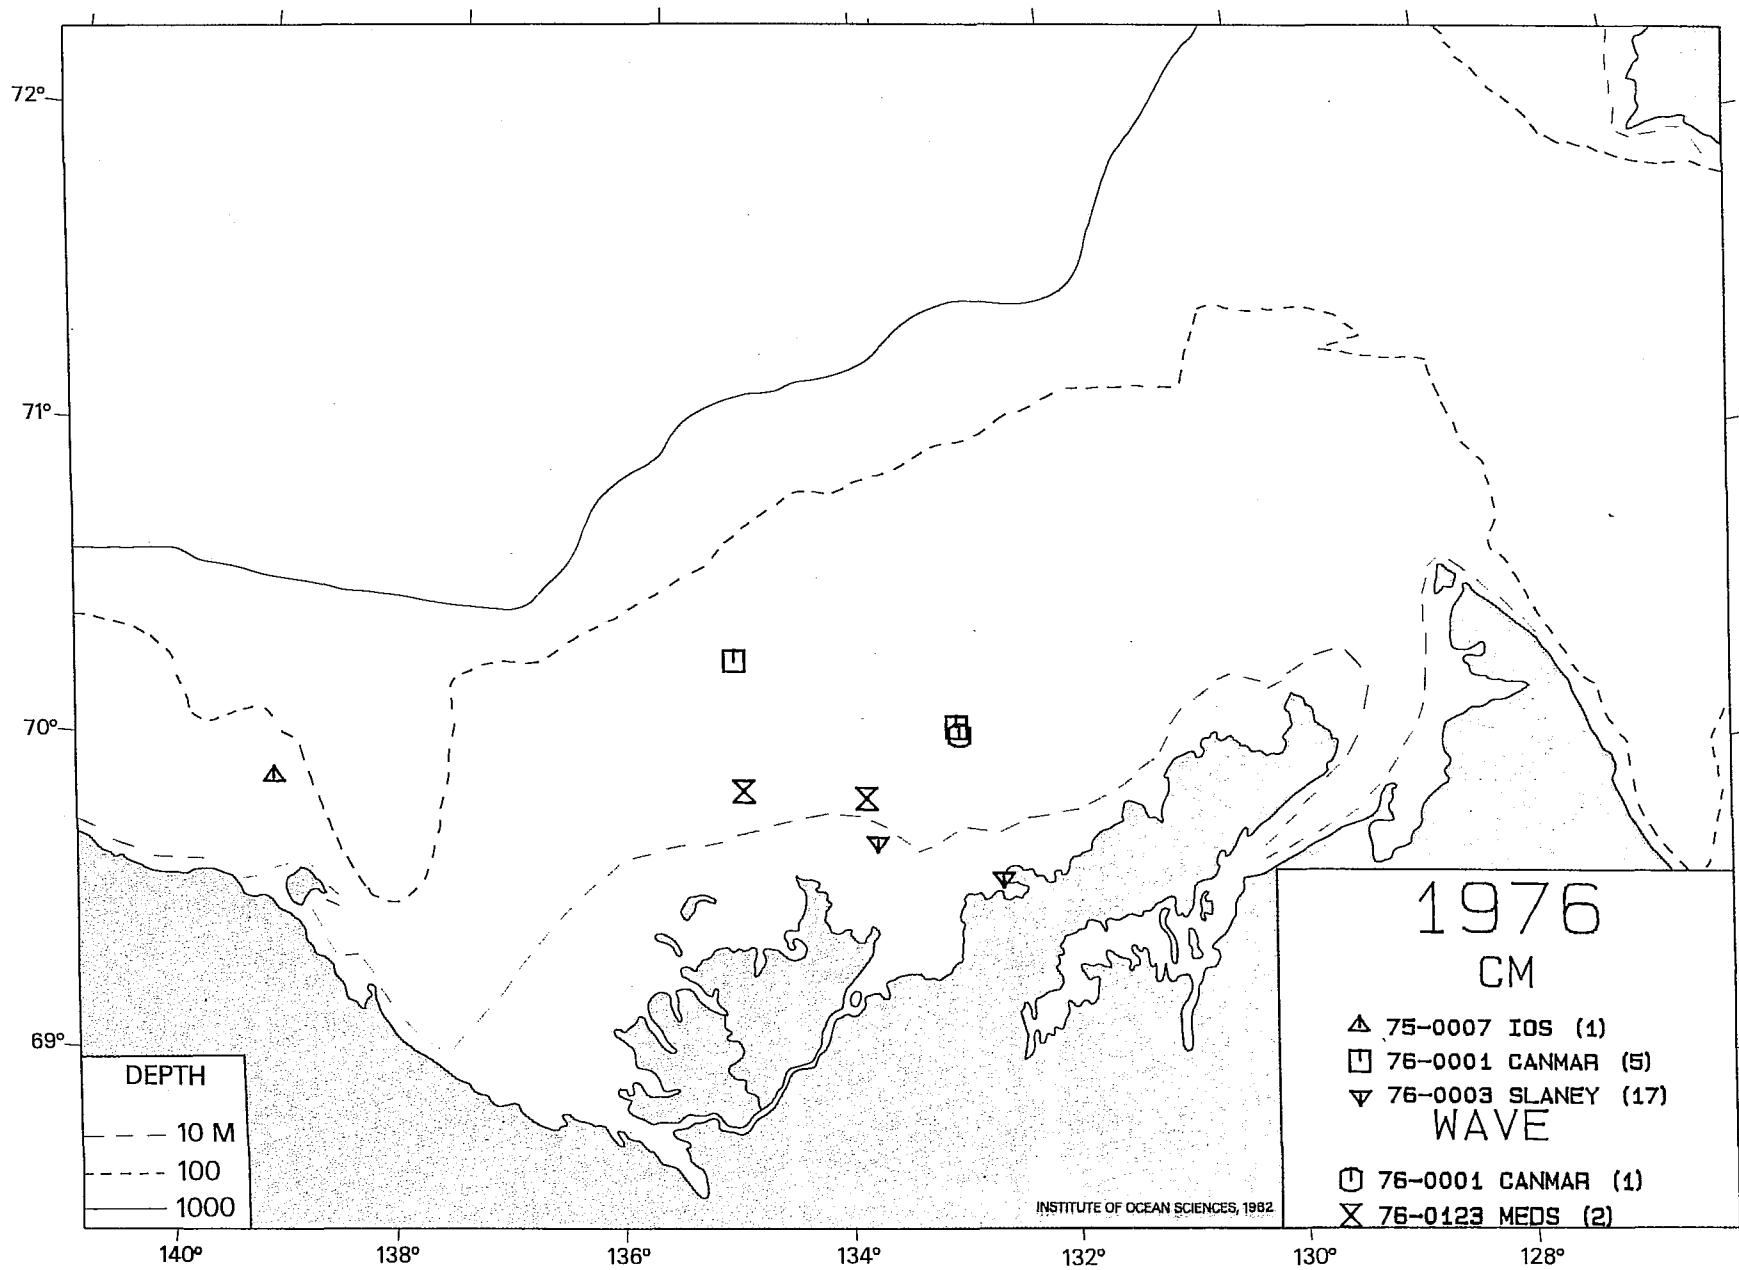 72°
71°
70°
69°
DEPTH
10 M
100
1000
140°
138°
136°
134°
132°
130°
128°
INSTITUTE OF OCEAN SCIENCES, 1982
1976
CM
75-0007 IOS (1)
76-0001 CANMAR (5)
76-0003 SLANEY (17)
WAVE
76-0001 CANMAR (1)
76-0123 MEDS (2)